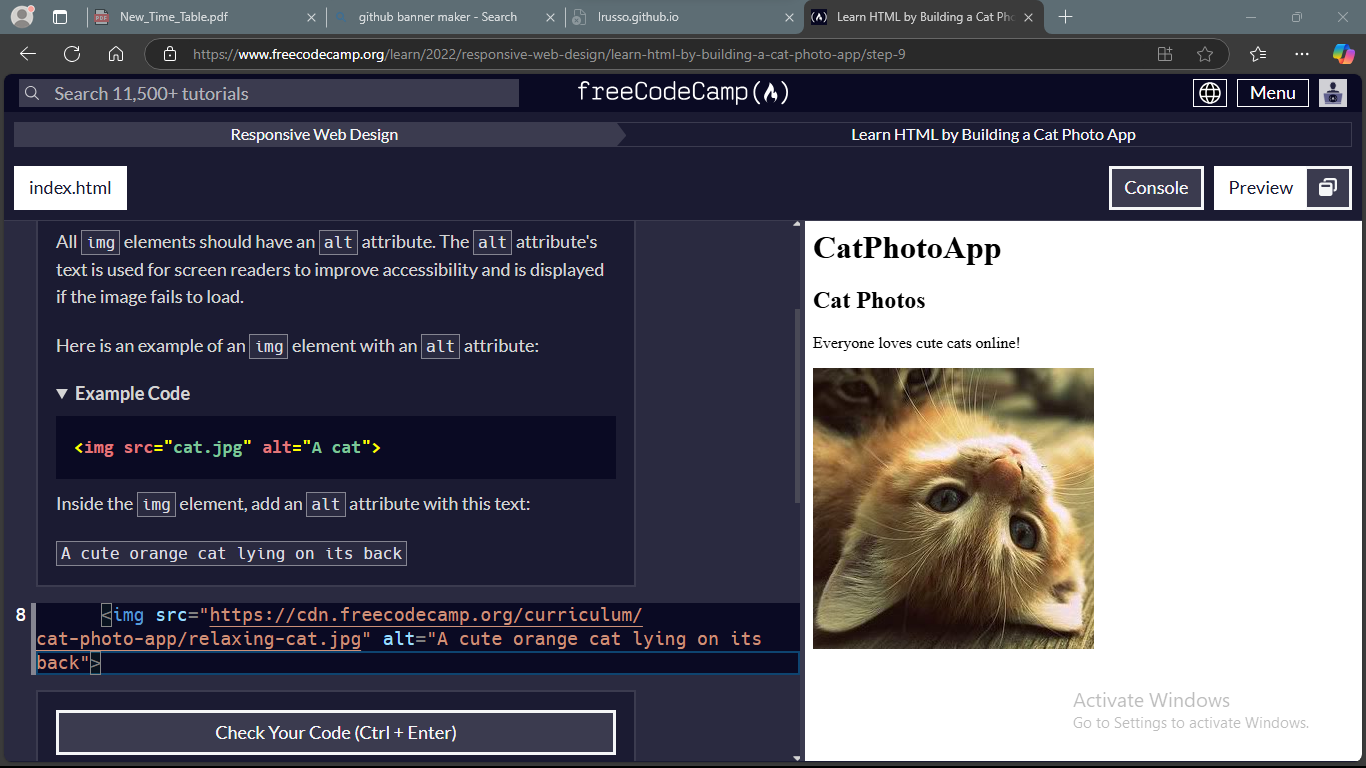 New_Time_Table.pdf
github banner maker - Search
lrusso.github.io
Learn HTML by Building a Cat Pho
https://www.freecodecamp.org/learn/2022/responsive-web-design/learn-html-by-building-a-cat-photo-app/step-9
Search 11,500+ tutorials
freeCodeCamp
Menu
Responsive Web Design
Learn HTML by Building a Cat Photo App
index.html
Console
Preview
All img elements should have an alt attribute. The alt attribute's
text is used for screen readers to improve accessibility and is displayed
if the image fails to load.
Here is an example of an img element with an alt attribute:
▼ Example Code
<img src="cat.jpg" alt="A cat">
Inside the img element, add an alt attribute with this text:
A cute orange cat lying on its back
8 <img src="https://cdn.freecodecamp.org/curriculum/
cat-photo-app/relaxing-cat.jpg" alt="A cute orange cat lying on its
back">
Check Your Code (Ctrl + Enter)
CatPhotoApp
Cat Photos
Everyone loves cute cats online!
Activate Windows
Go to Settings to activate Windows.